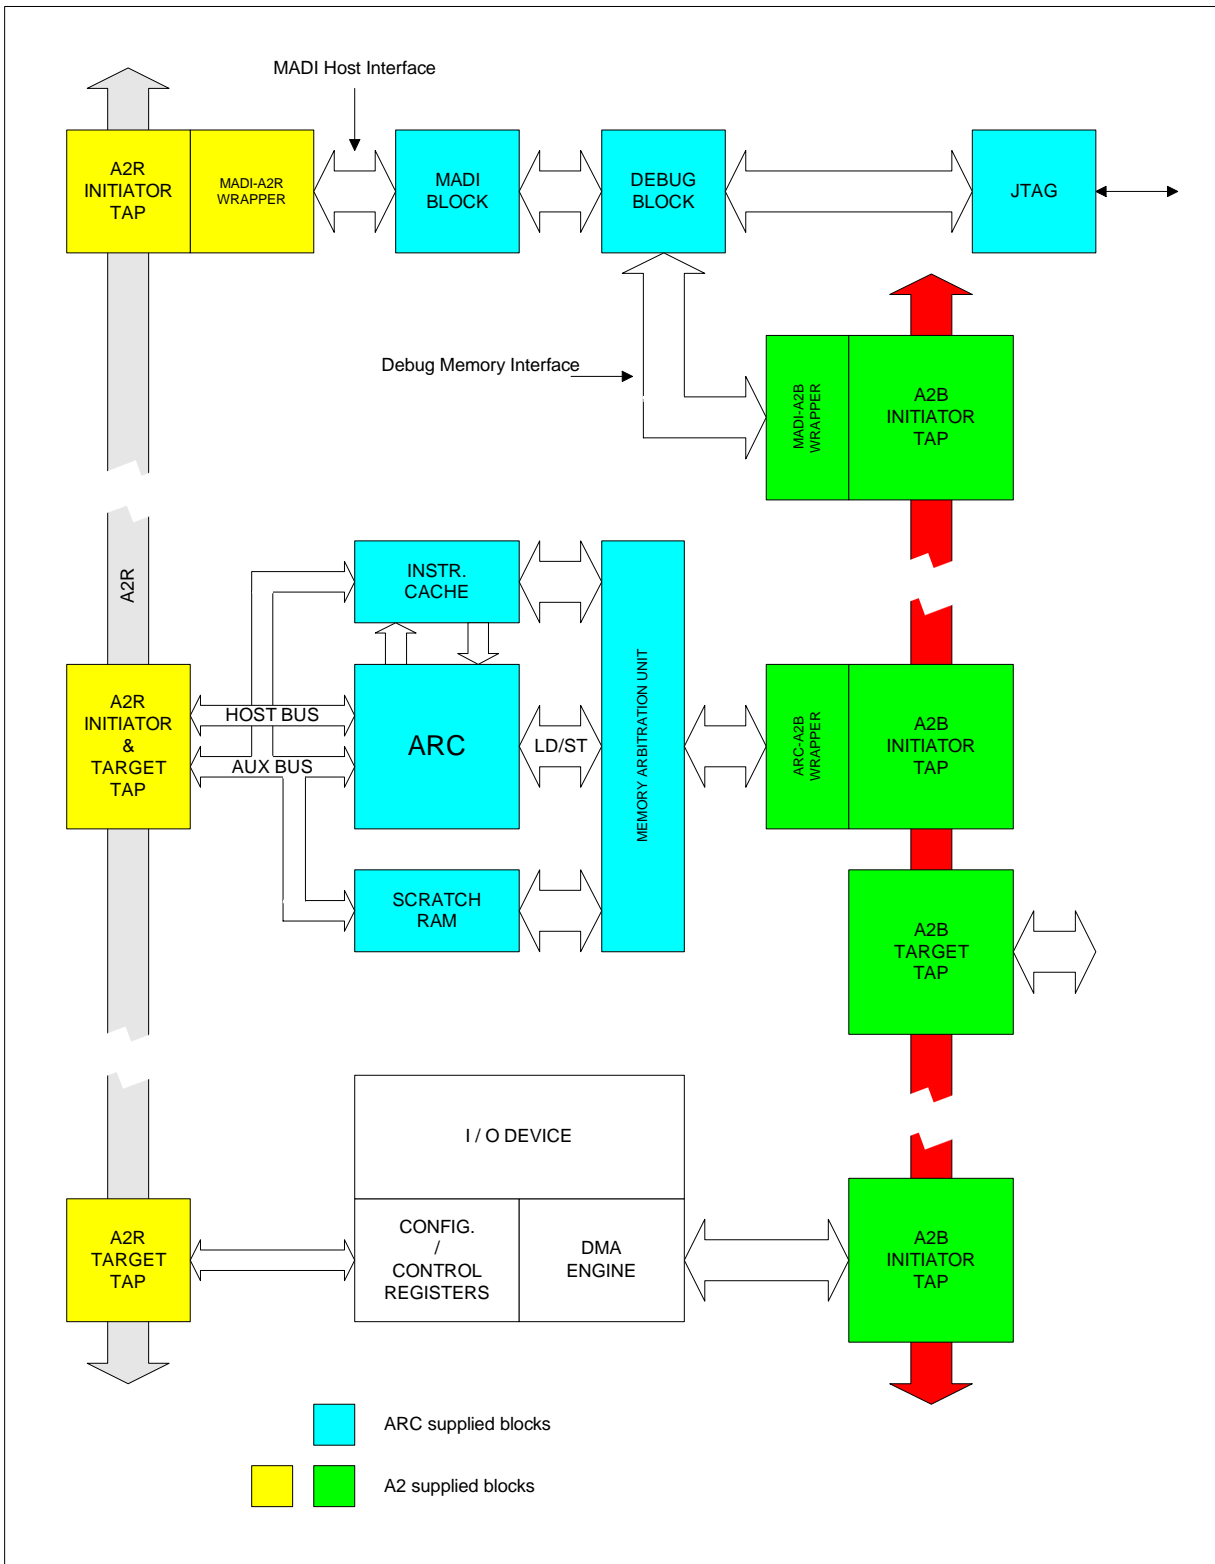 MADI Host Interface
A2R
INITIATOR
TAP
MADI-A2R
WRAPPER
MADI
BLOCK
DEBUG
BLOCK
JTAG
Debug Memory Interface
MADI-A2B
WRAPPER
A2B
INITIATOR
TAP
A2R
INSTR.
CACHE
MEMORY ARBITRATION UNIT
A2R
INITIATOR
&
TARGET
TAP
HOST BUS
AUX BUS
ARC
LD/ST
ARC-A2B
WRAPPER
A2B
INITIATOR
TAP
SCRATCH
RAM
A2B
TARGET
TAP
I / O DEVICE
A2R
TARGET
TAP
CONFIG.
/
CONTROL
REGISTERS
DMA
ENGINE
A2B
INITIATOR
TAP
ARC supplied blocks
A2 supplied blocks